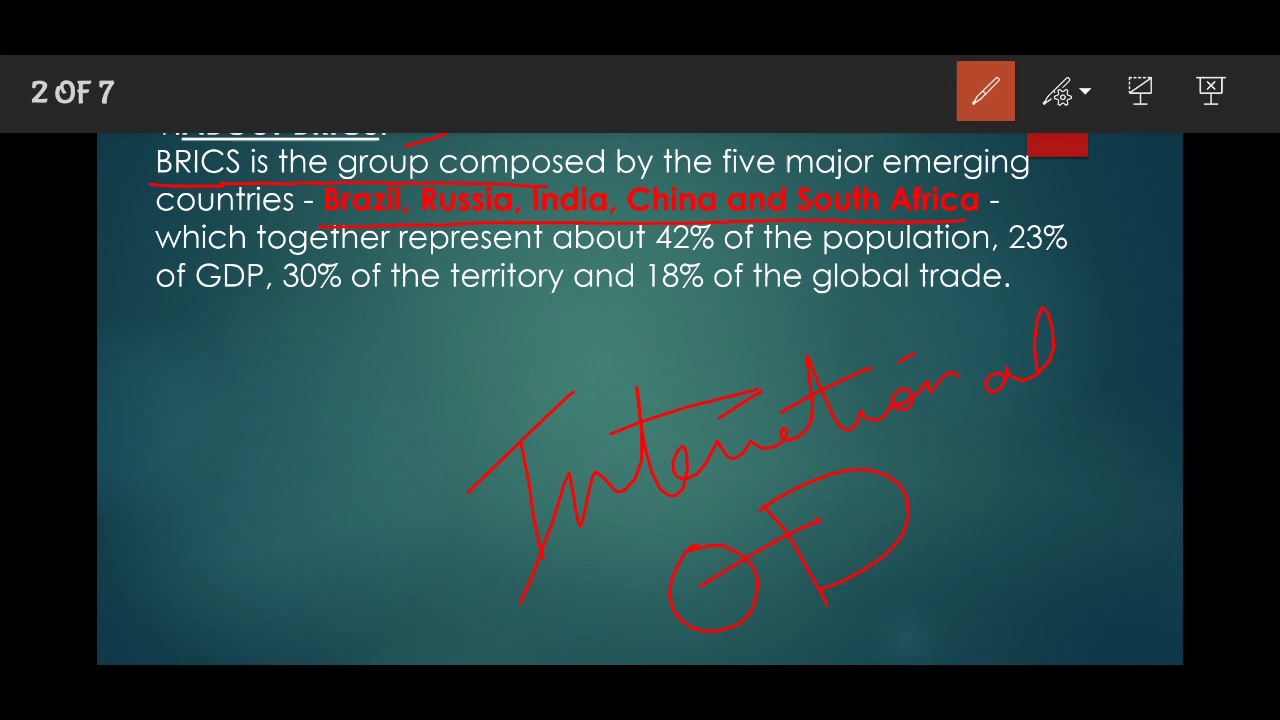 2 OF 7
ABOUT BRICS:
BRICS is the group composed by the five major emerging
countries - Brazil, Russia, India, China and South Africa -
which together represent about 42% of the population, 23%
of GDP, 30% of the territory and 18% of the global trade.
International